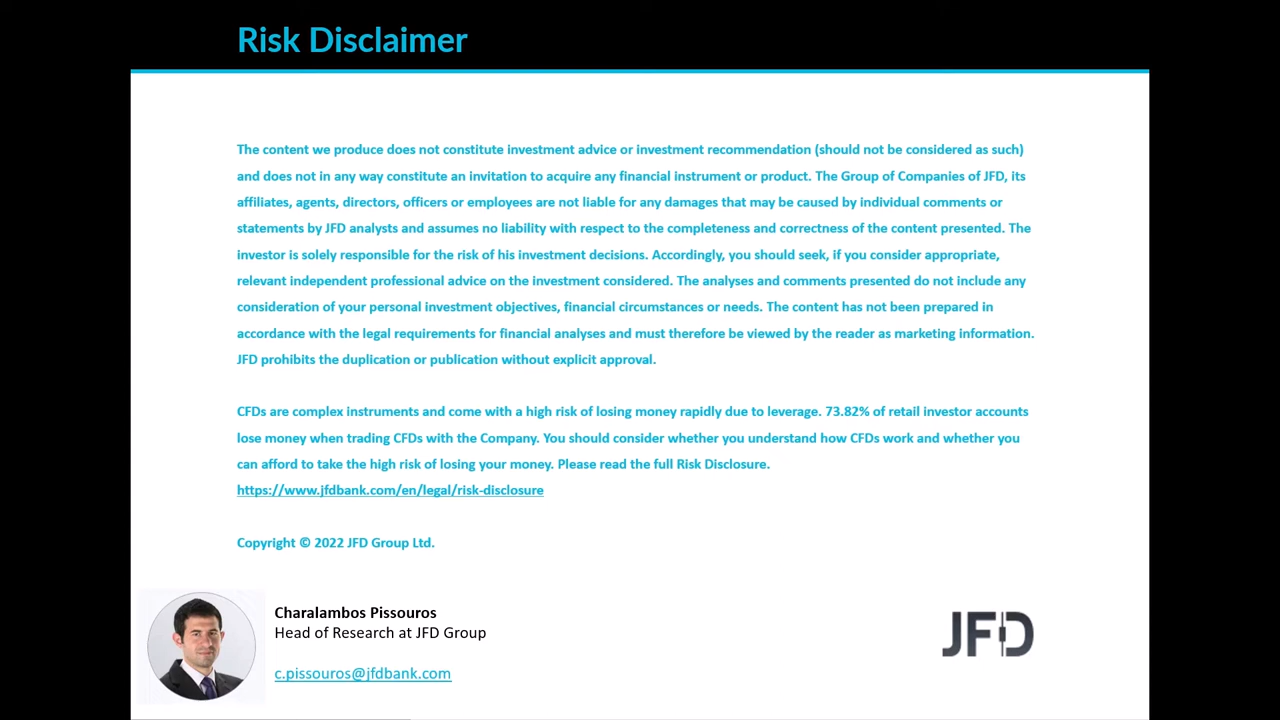 Risk Disclaimer
The content we produce does not constitute investment advice or investment recommendation (should not be considered as such)
and does not in any way constitute an invitation to acquire any financial instrument or product. The Group of Companies of JFD, its
affiliates, agents, directors, officers or employees are not liable for any damages that may be caused by individual comments or
statements by JFD analysts and assumes no liability with respect to the completeness and correctness of the content presented. The
investor is solely responsible for the risk of his investment decisions. Accordingly, you should seek, if you consider appropriate,
relevant independent professional advice on the investment considered. The analyses and comments presented do not include any
consideration of your personal investment objectives, financial circumstances or needs. The content has not been prepared in
accordance with the legal requirements for financial analyses and must therefore be viewed by the reader as marketing information.
JFD prohibits the duplication or publication without explicit approval.
CFDs are complex instruments and come with a high risk of losing money rapidly due to leverage. 73.82% of retail investor accounts
lose money when trading CFDs with the Company. You should consider whether you understand how CFDs work and whether you
can afford to take the high risk of losing your money. Please read the full Risk Disclosure.
https://www.jfdbank.com/en/legal/risk-disclosure
Copyright © 2022 JFD Group Ltd.
Charalambos Pissouros
Head of Research at JFD Group
c.pissouros@jfdbank.com
JFD